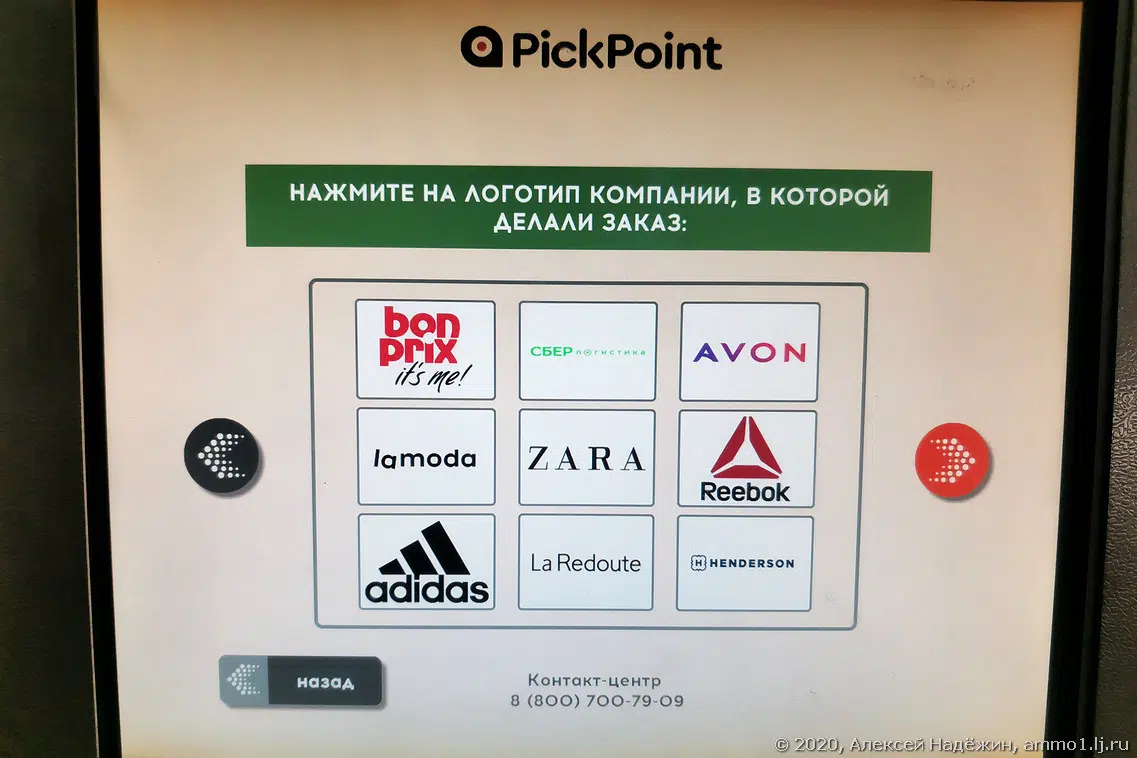 PickPoint
НАЖМИТЕ НА ЛОГОТИП КОМПАНИИ, В КОТОРОЙ
ДЕЛАЛИ ЗАКАЗ:
bon
prix
it's me!
СБЕР логистика
AVON
lamoda
ZARA
Reebok
adidas
La Redoute
H HENDERSON
назад
Контакт-центр
8 (800) 700-79-09
© 2020, Алексей Надёжин, ammo1.lj.ru